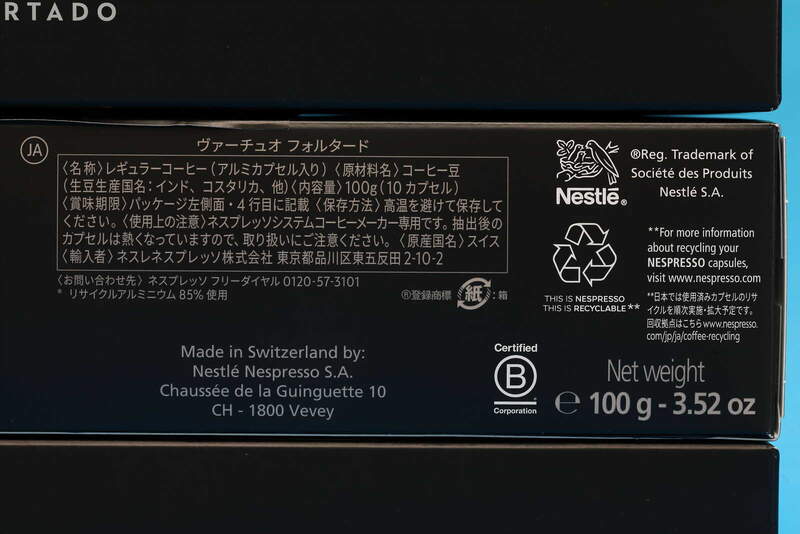 RTADO
JA
ヴァーチュオ フォルタード
〈名称〉レギュラーコーヒー(アルミカプセル入り)〈原材料名〉コーヒー豆
(生豆生産国名:インド、コスタリカ、他)〈内容量〉100g(10カプセル)
〈賞味期限〉パッケージ左側面・4行目に記載〈保存方法〉高温を避けて保存して
ください。〈使用上の注意〉ネスプレッソシステムコーヒーメーカー専用です。抽出後の
カプセルは熱くなっていますので、取り扱いにご注意ください。〈原産国名〉スイス
〈輸入者〉ネスレネスプレッソ株式会社 東京都品川区東五反田2-10-2
〈お問い合わせ先〉ネスプレッソ フリーダイヤル 0120-57-3101
* リサイクルアルミニウム 85% 使用
®登録商標 紙:箱
Made in Switzerland by:
Nestlé Nespresso S.A.
Chaussée de la Guinguette 10
CH - 1800 Vevey
Nestlé®
®Reg. Trademark of
Société des Produits
Nestlé S.A.
THIS IS NESPRESSO
THIS IS RECYCLABLE**
**For more information
about recycling your
NESPRESSO capsules,
visit www.nespresso.com
**日本では使用済みカプセルのリサ
イクルを順次実施・拡大予定です。
回収拠点はこちらwww.nespresso.
com/jp/ja/coffee-recycling
Certified
B
Corporation
Net weight
℮ 100 g - 3.52 oz